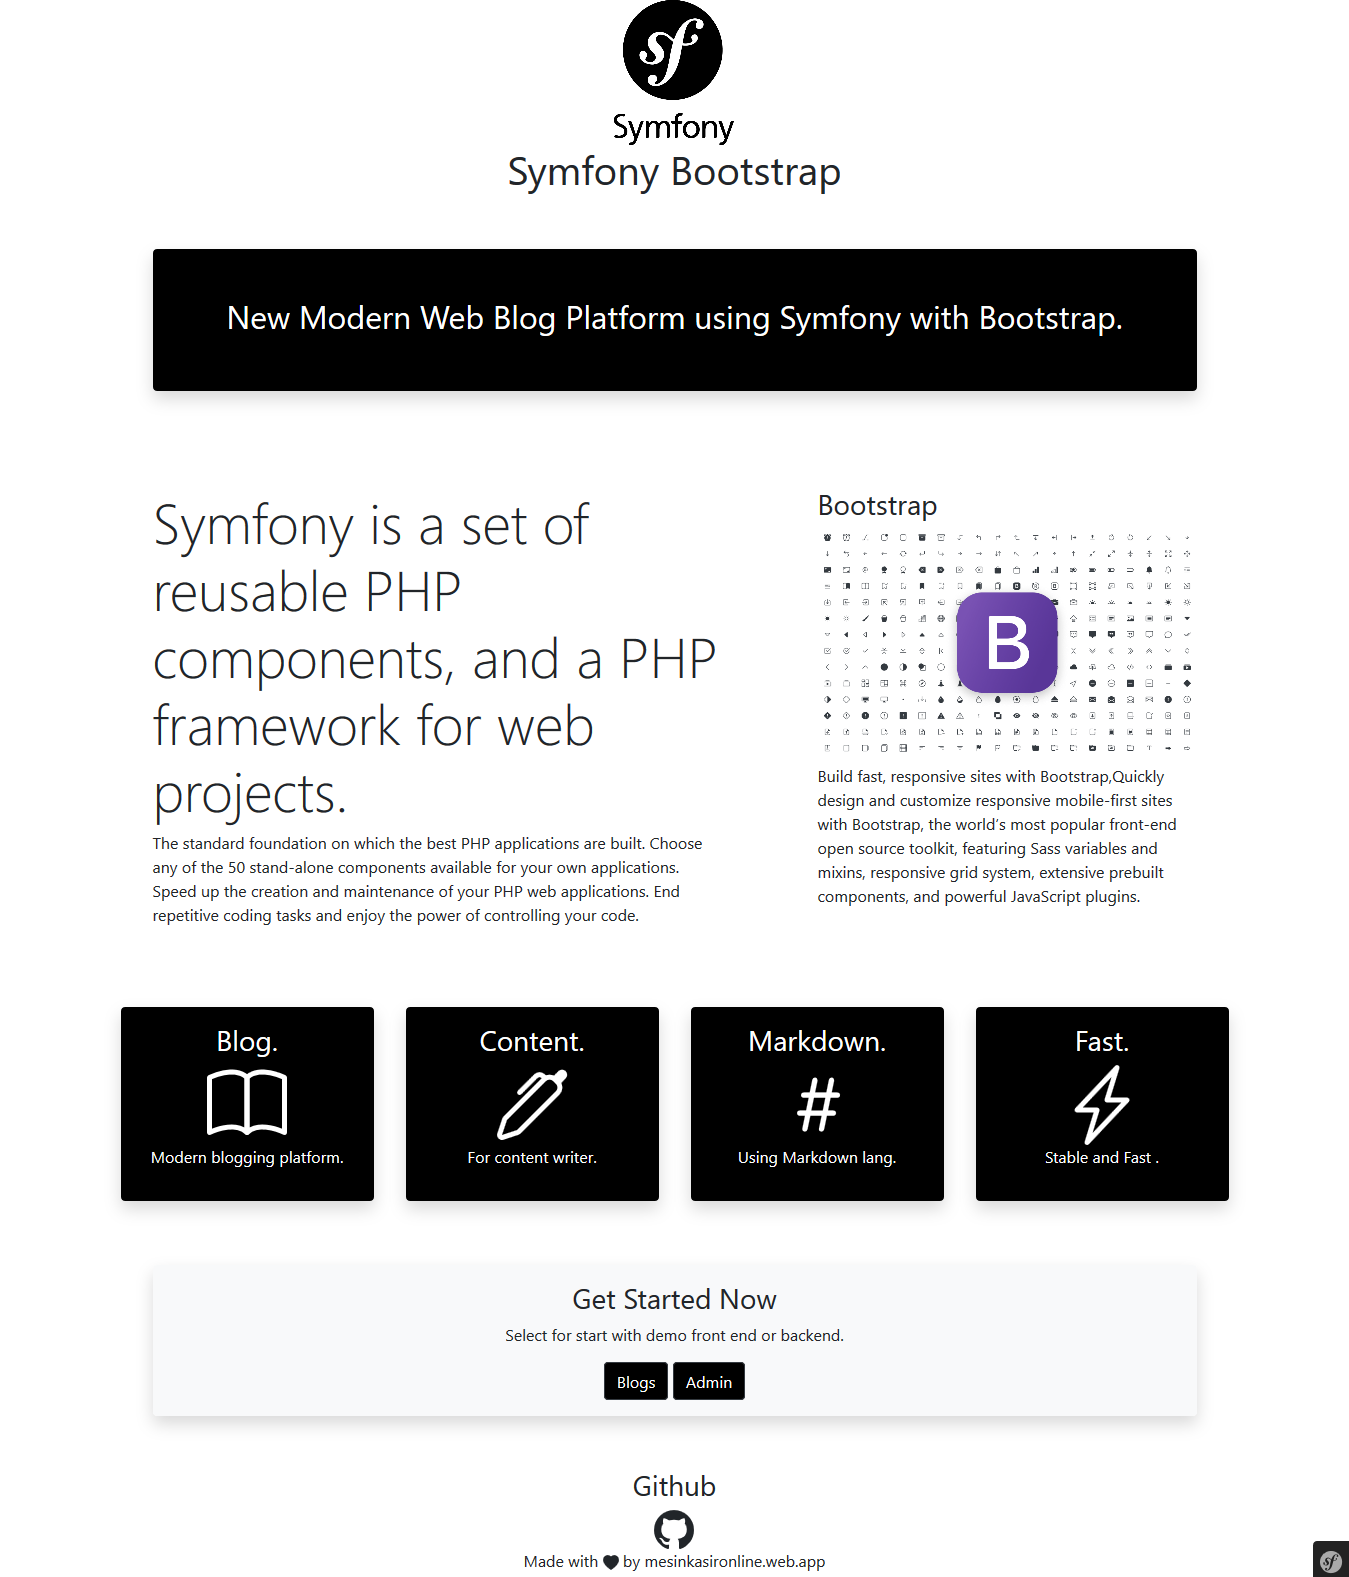 sf
Symfony
Symfony Bootstrap
New Modern Web Blog Platform using Symfony with Bootstrap.
Symfony is a set of
reusable PHP
components, and a PHP
framework for web
projects.
The standard foundation on which the best PHP applications are built. Choose
any of the 50 stand-alone components available for your own applications.
Speed up the creation and maintenance of your PHP web applications. End
repetitive coding tasks and enjoy the power of controlling your code.
Bootstrap
B
Build fast, responsive sites with Bootstrap,Quickly
design and customize responsive mobile-first sites
with Bootstrap, the world's most popular front-end
open source toolkit, featuring Sass variables and
mixins, responsive grid system, extensive prebuilt
components, and powerful JavaScript plugins.
Blog.
Modern blogging platform.
Content.
For content writer.
Markdown.
#
Using Markdown lang.
Fast.
Stable and Fast .
Get Started Now
Select for start with demo front end or backend.
Blogs Admin
Github
Made with ♥ by mesinkasironline.web.app
sf